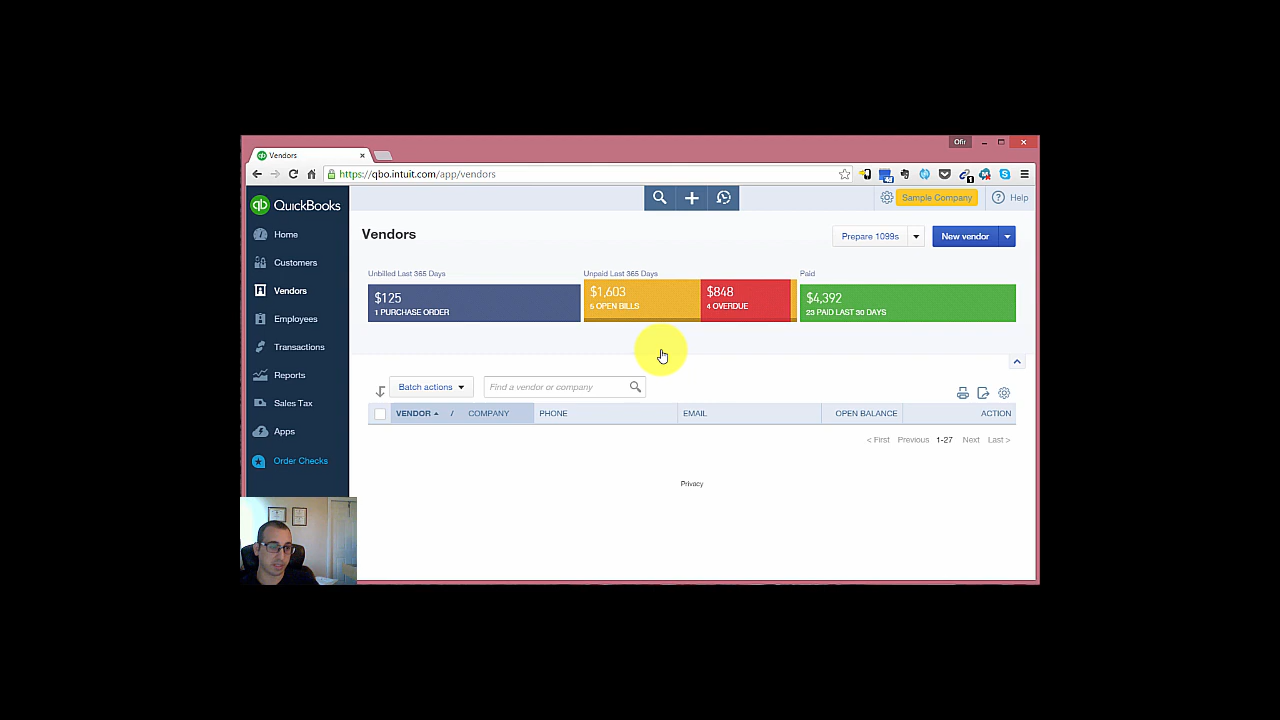 Vendors
Ofir
https://qbo.intuit.com/app/vendors
QuickBooks
Sample Company
Help
Home
Customers
Vendors
Employees
Transactions
Reports
Sales Tax
Apps
Order Checks
Vendors
Prepare 1099s
New vendor
Unbilled Last 365 Days
Unpaid Last 365 Days
Paid
$125
1 PURCHASE ORDER
$1,603
5 OPEN BILLS
$848
4 OVERDUE
$4,392
23 PAID LAST 30 DAYS
Batch actions
Find a vendor or company
VENDOR / COMPANY PHONE EMAIL OPEN BALANCE ACTION
< First Previous 1-27 Next Last >
Privacy